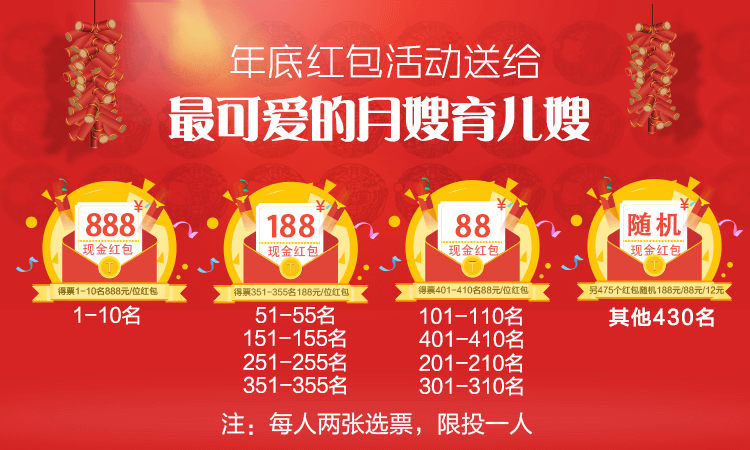 年底红包活动送给
最可爱的月嫂育儿嫂
888 ¥
现金红包
得票1-10名888元/位红包
1-10名
188 ¥
现金红包
得票351-355名188元/位红包
51-55名
151-155名
251-255名
351-355名
88 ¥
现金红包
得票401-410名88元/位红包
101-110名
401-410名
201-210名
301-310名
随机 ¥
现金红包
另475个红包随机188元/88元/12元
其他430名
注：每人两张选票，限投一人